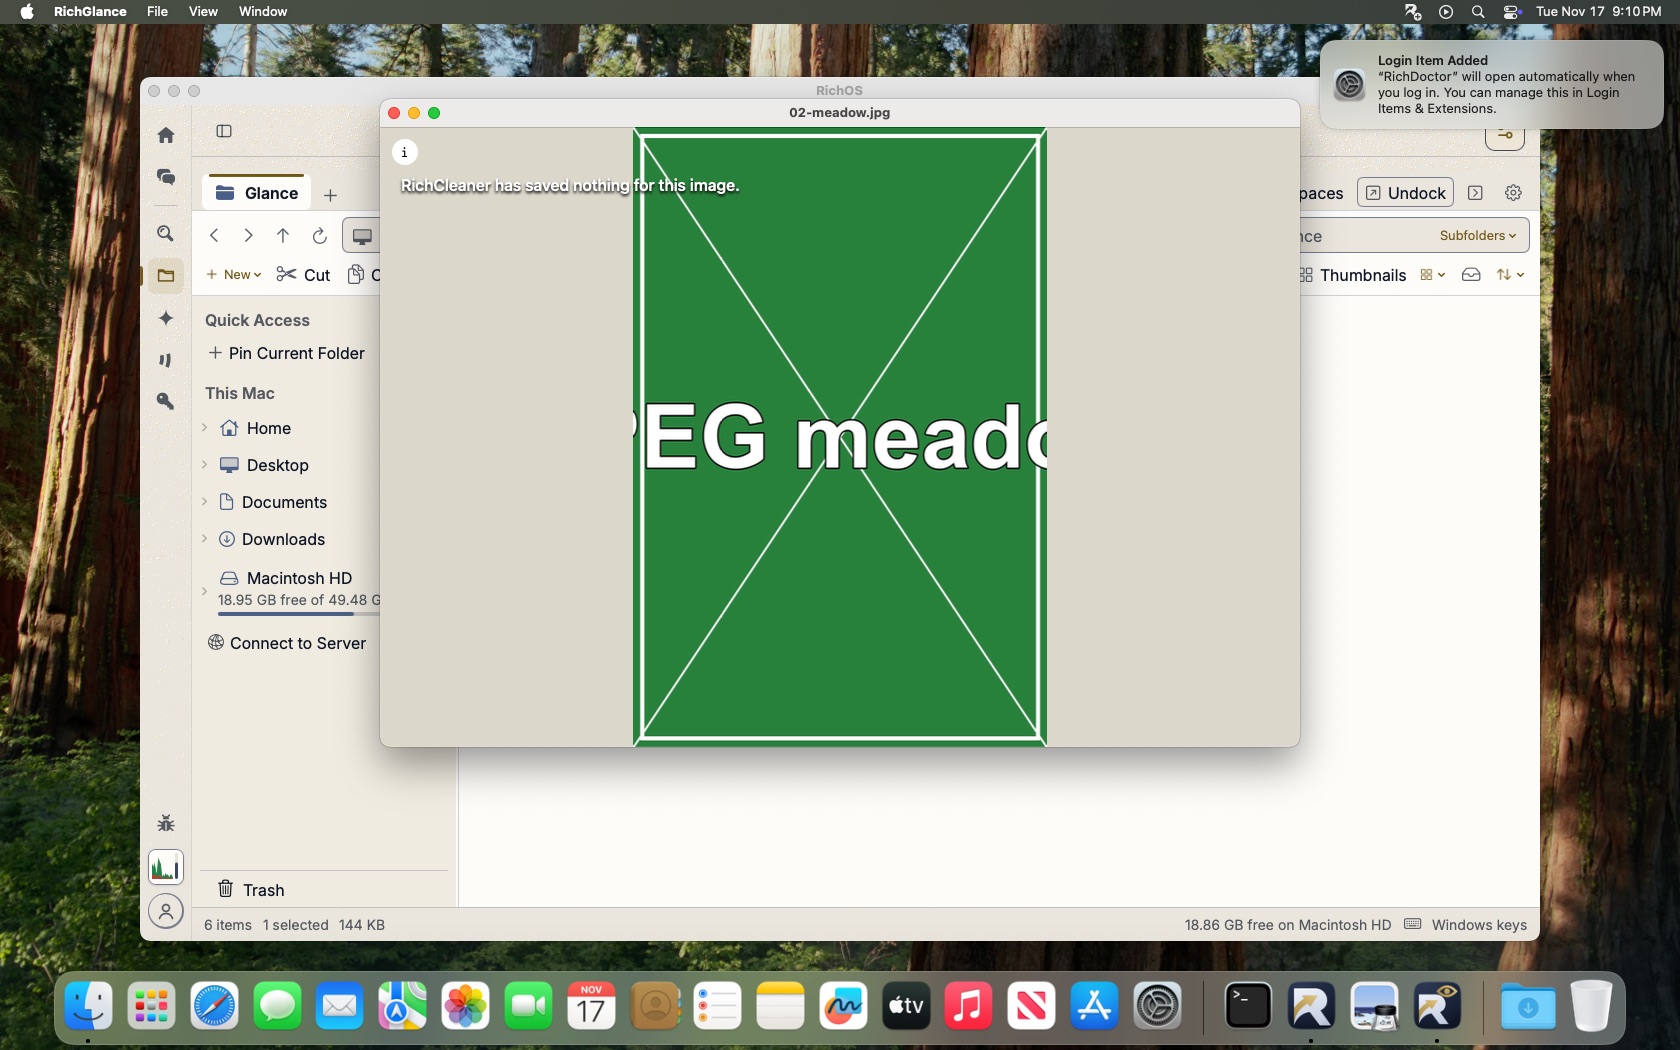 RichGlance File View Window
Tue Nov 17 9:10 PM
Login Item Added
“RichDoctor” will open automatically when
you log in. You can manage this in Login
Items & Extensions.
RichOS
02-meadow.jpg
i
RichCleaner has saved nothing for this image.
Glance
paces Undock
Subfolders
New Cut
Thumbnails
PEG meado
Quick Access
Pin Current Folder
This Mac
Home
Desktop
Documents
Downloads
Macintosh HD
18.95 GB free of 49.48 G
Connect to Server
Trash
6 items 1 selected 144 KB
18.86 GB free on Macintosh HD Windows keys
NOV
17
tv